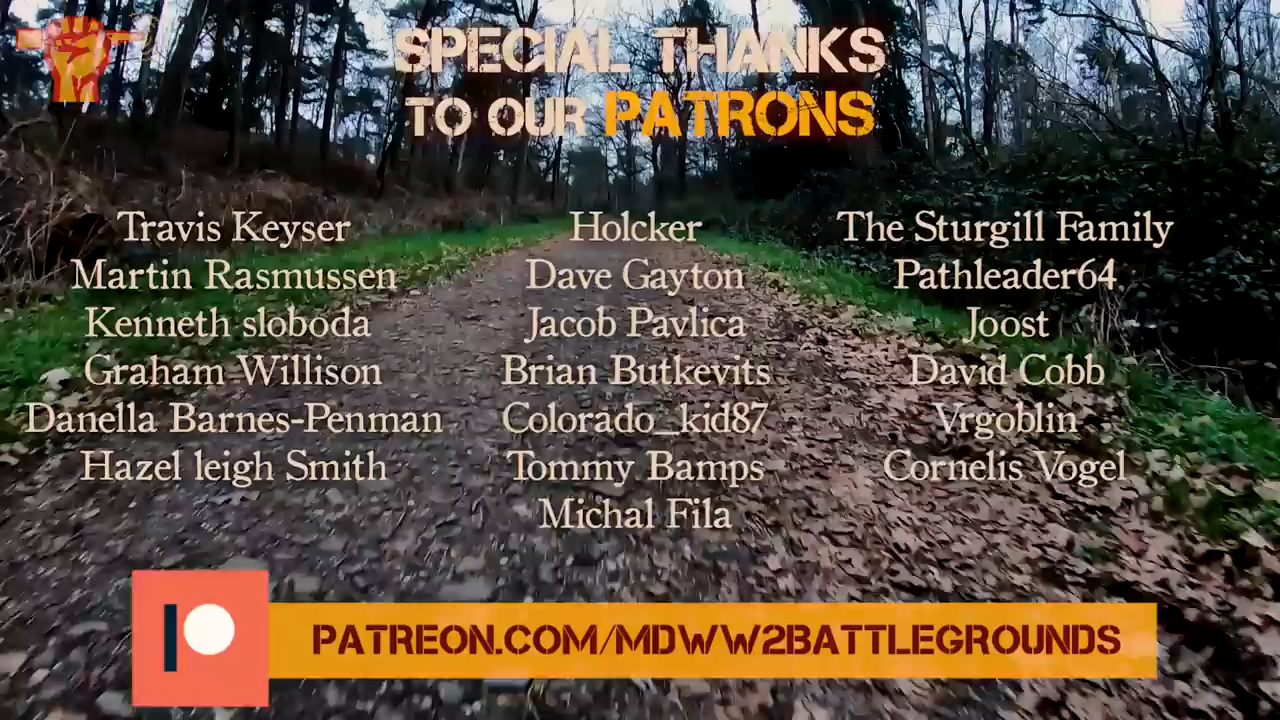 SPECIAL THANKS
TO OUR PATRONS
Travis Keyser
Martin Rasmussen
Kenneth sloboda
Graham Willison
Danella Barnes-Penman
Hazel leigh Smith
Holcker
Dave Gayton
Jacob Pavlica
Brian Butkevits
Colorado_kid87
Tommy Bamps
Michal Fila
The Sturgill Family
Pathleader64
Joost
David Cobb
Vrgoblin
Cornelis Vogel
PATREON.COM/MDWW2BATTLEGROUNDS